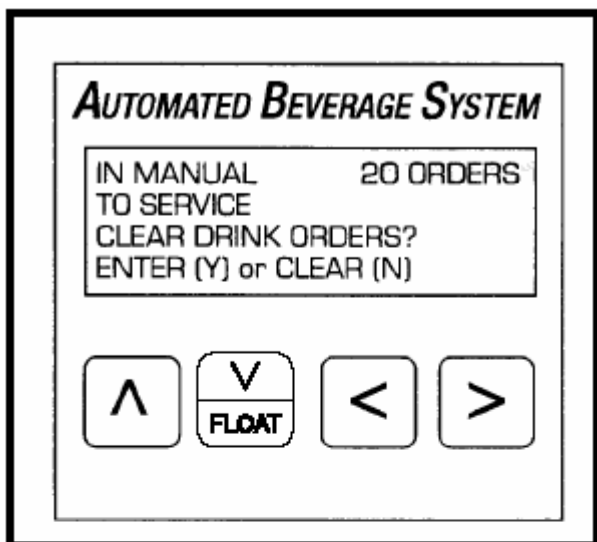 AUTOMATED BEVERAGE SYSTEM
IN MANUAL 20 ORDERS
TO SERVICE
CLEAR DRINK ORDERS?
ENTER (Y) or CLEAR (N)
∧ ∨ < >
FLOAT